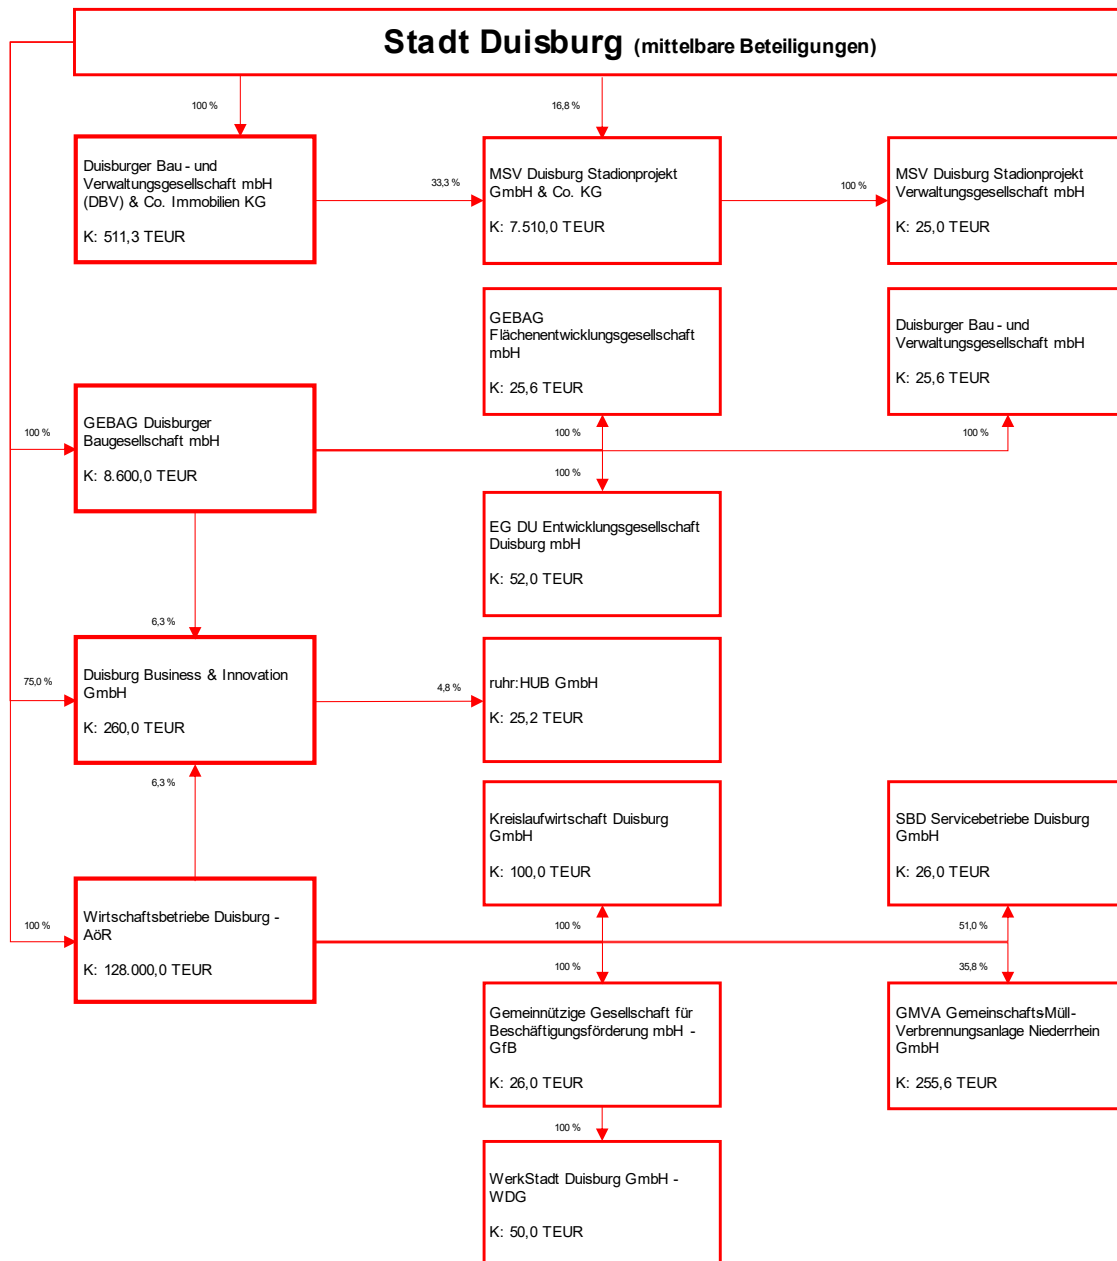 Stadt Duisburg (mittelbare Beteiligungen)
100 %
16,8 %
Duisburger Bau - und
Verwaltungsgesellschaft mbH
(DBV) & Co. Immobilien KG
K: 511,3 TEUR
33,3 %
MSV Duisburg Stadionprojekt
GmbH & Co. KG
K: 7.510,0 TEUR
100 %
MSV Duisburg Stadionprojekt
Verwaltungsgesellschaft mbH
K: 25,0 TEUR
GEBAG
Flächenentwicklungsgesellschaft
mbH
K: 25,6 TEUR
Duisburger Bau - und
Verwaltungsgesellschaft mbH
K: 25,6 TEUR
100 %
GEBAG Duisburger
Baugesellschaft mbH
K: 8.600,0 TEUR
100 %
100 %
100 %
EG DU Entwicklungsgesellschaft
Duisburg mbH
K: 52,0 TEUR
6,3 %
75,0 %
Duisburg Business & Innovation
GmbH
K: 260,0 TEUR
4,8 %
ruhr:HUB GmbH
K: 25,2 TEUR
6,3 %
Kreislaufwirtschaft Duisburg
GmbH
K: 100,0 TEUR
SBD Servicebetriebe Duisburg
GmbH
K: 26,0 TEUR
100 %
Wirtschaftsbetriebe Duisburg -
AöR
K: 128.000,0 TEUR
100 %
51,0 %
100 %
35,8 %
Gemeinnützige Gesellschaft für
Beschäftigungsförderung mbH -
GfB
K: 26,0 TEUR
GMVA Gemeinschafts-Müll-
Verbrennungsanlage Niederrhein
GmbH
K: 255,6 TEUR
100 %
WerkStadt Duisburg GmbH -
WDG
K: 50,0 TEUR